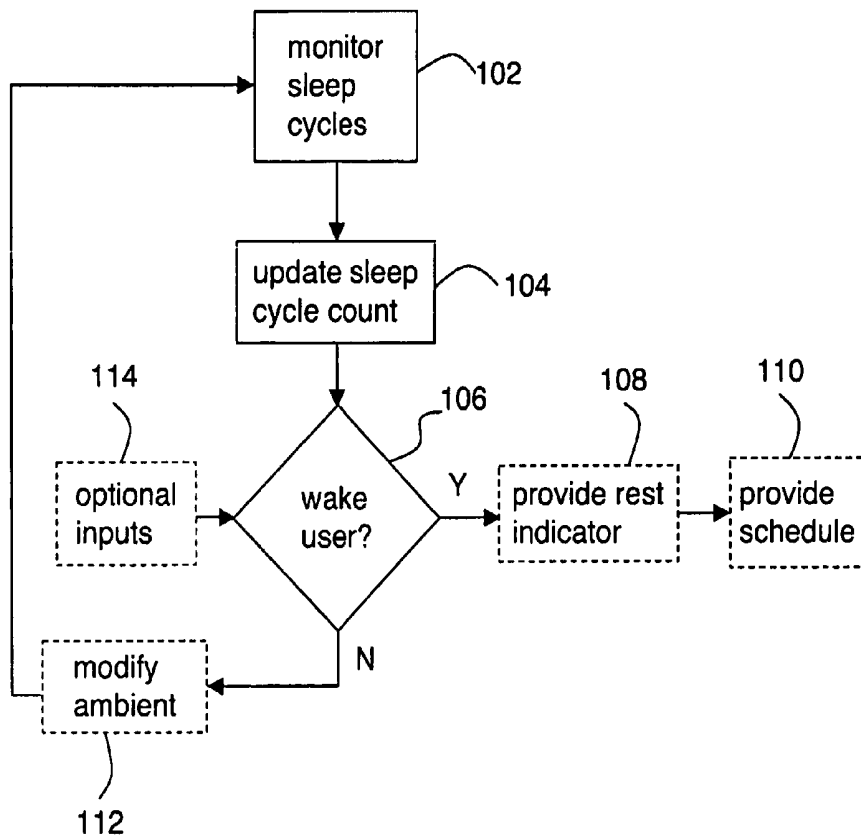 monitor
sleep
cycles
102
update sleep
cycle count
104
114
106
108
110
optional
inputs
wake
user?
Y
provide rest
indicator
provide
schedule
N
modify
ambient
112